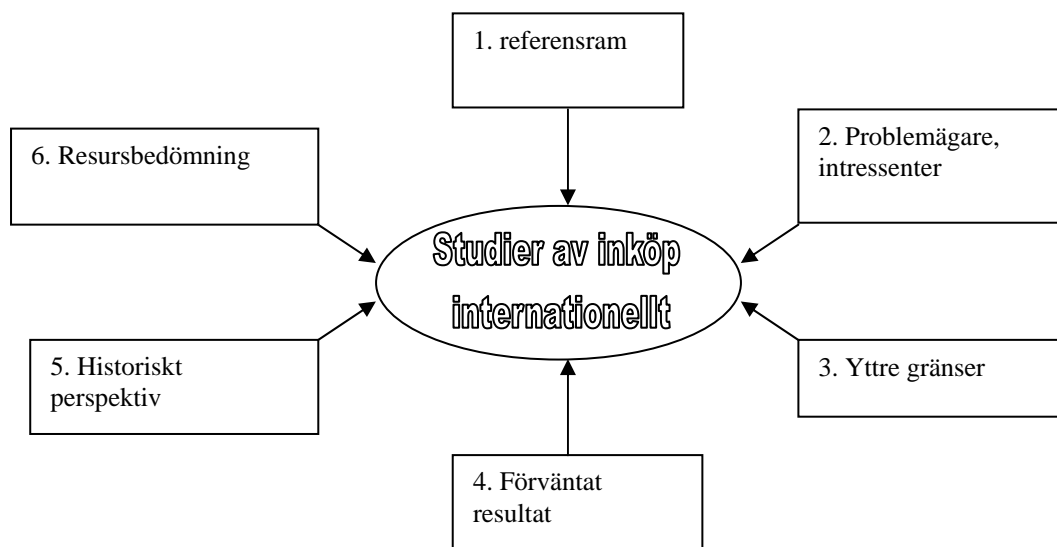 1. referensram
2. Problemägare,
intressenter
3. Yttre gränser
4. Förväntat
resultat
5. Historiskt
perspektiv
6. Resursbedömning
Studier av inköp
internationellt